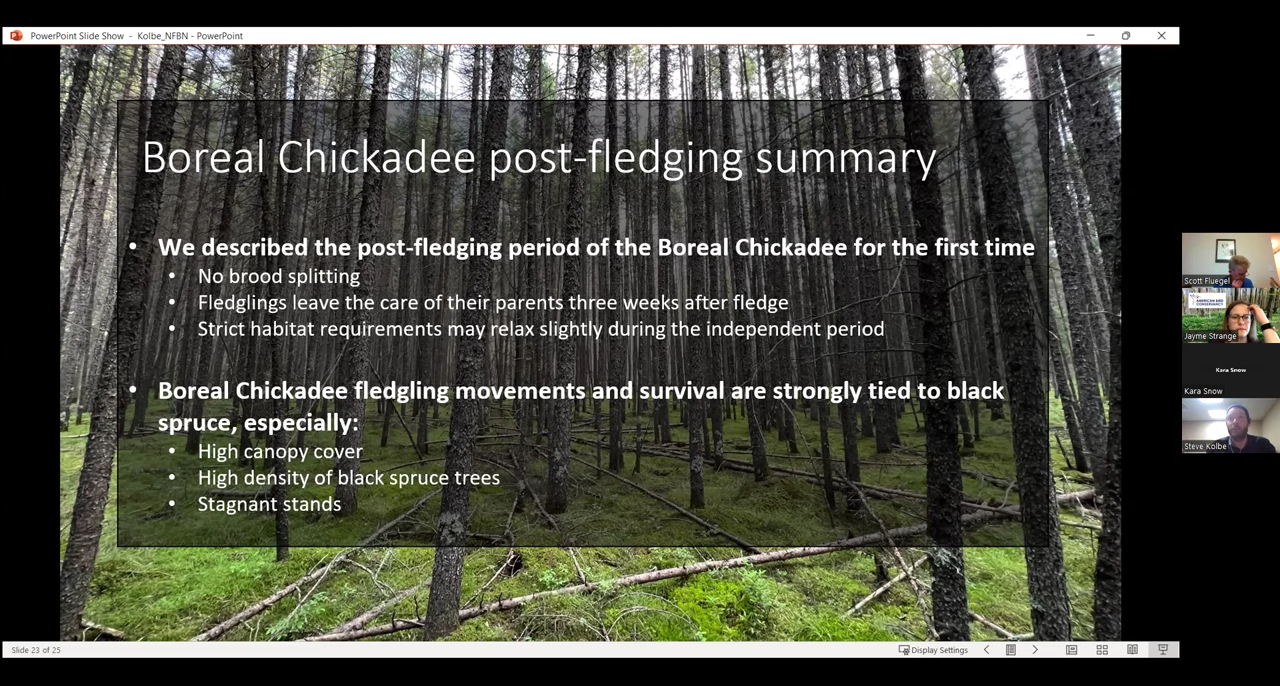 PowerPoint Slide Show - Kolbe_NFBN - PowerPoint
Boreal Chickadee post-fledging summary
• We described the post-fledging period of the Boreal Chickadee for the first time
• No brood splitting
• Fledglings leave the care of their parents three weeks after fledge
• Strict habitat requirements may relax slightly during the independent period
• Boreal Chickadee fledgling movements and survival are strongly tied to black
spruce, especially:
• High canopy cover
• High density of black spruce trees
• Stagnant stands
Scott Fluegel
AMERICAN BIRD
CONSERVANCY
Jayme Strange
Kara Snow
Kara Snow
Steve Kolbe
Slide 23 of 25
Display Settings